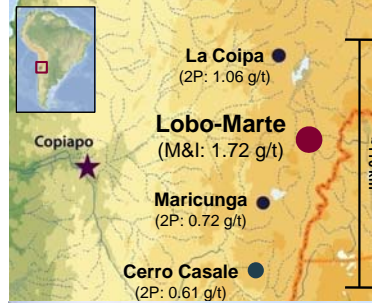 La Coipa
(2P: 1.06 g/t)
Lobo-Marte
(M&I: 1.72 g/t)
Copiapo
Maricunga
(2P: 0.72 g/t)
Cerro Casale
(2P: 0.61 g/t)